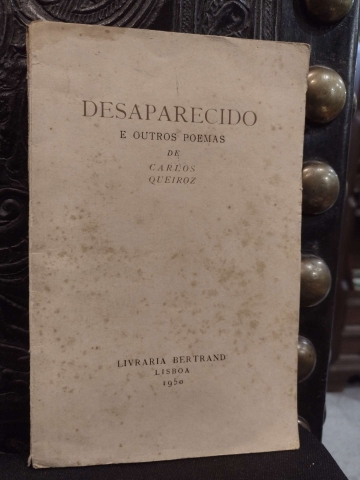 DESAPARECIDO
E OUTROS POEMAS
DE
CARLOS
QUEIROZ
LIVRARIA BERTRAND
LISBOA
1950